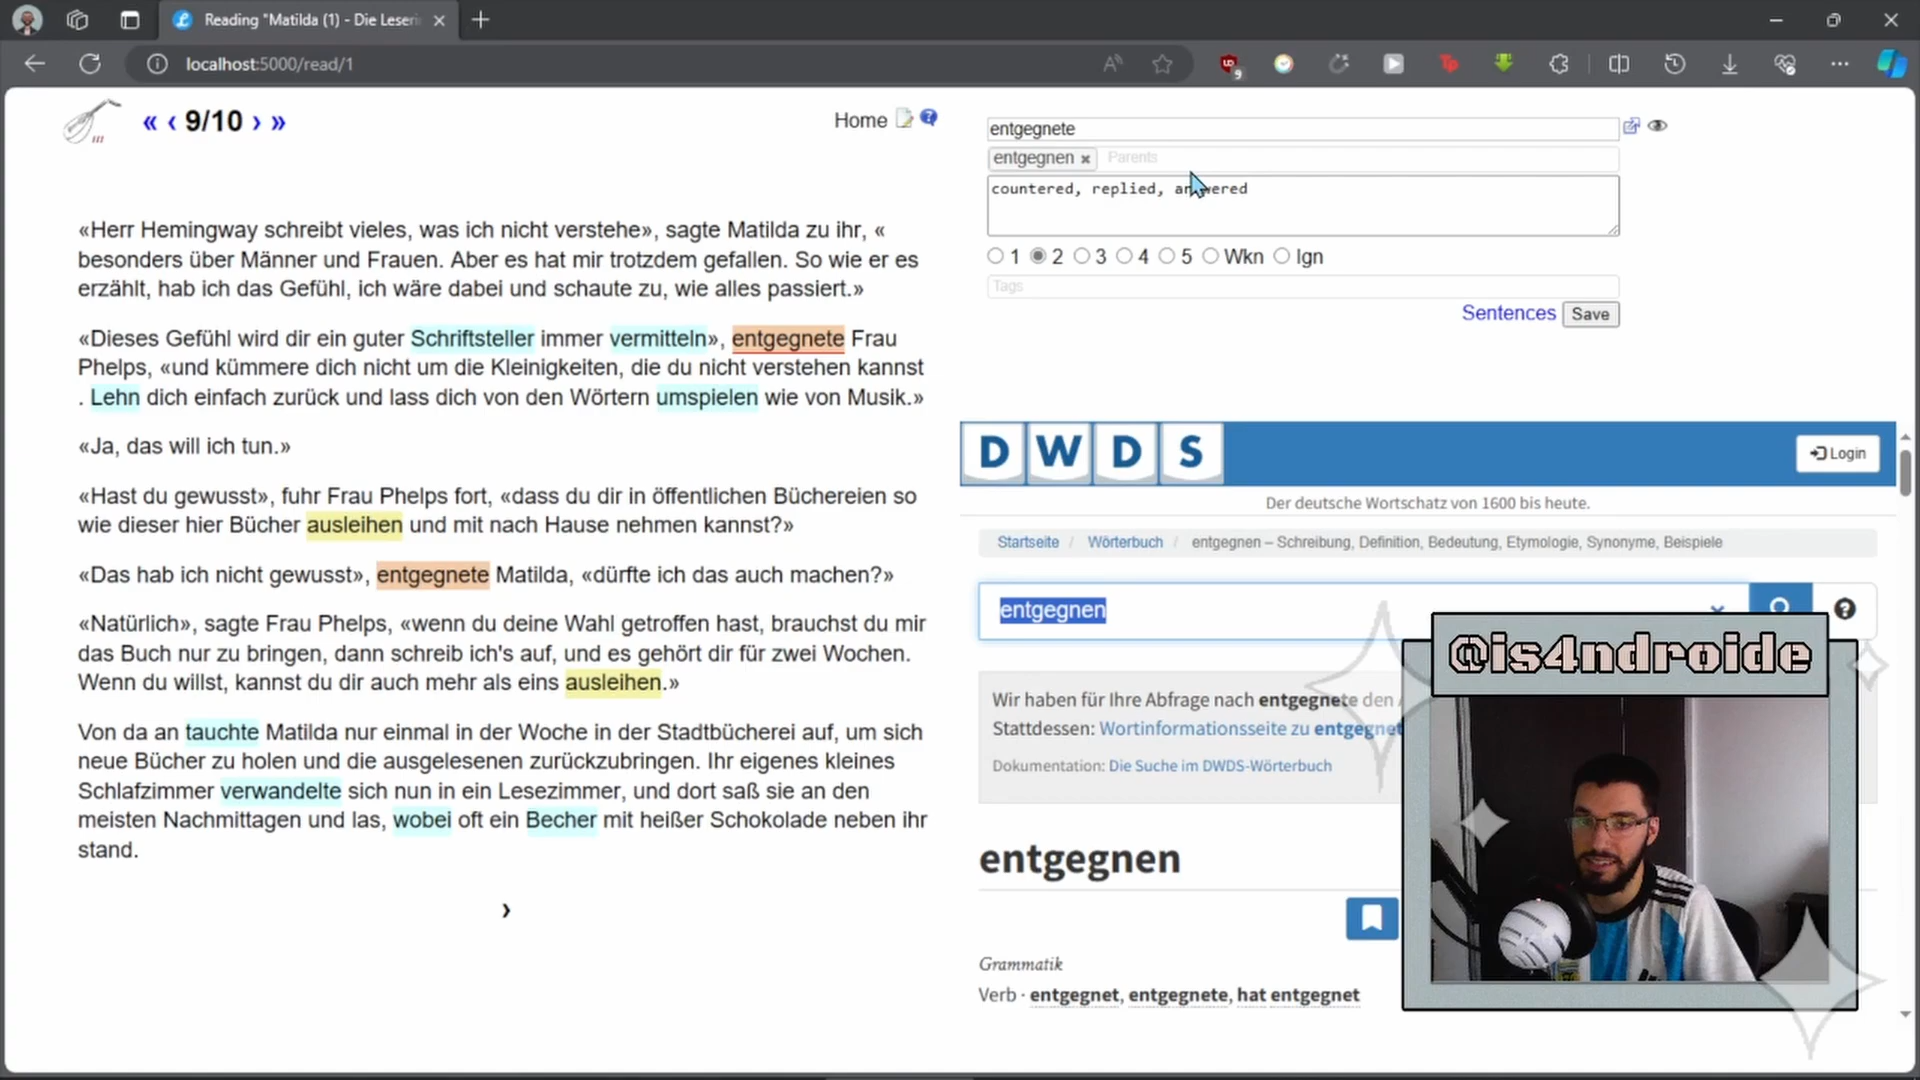 Reading "Matilda (1) - Die Leseri
localhost:5000/read/1
« ‹ 9/10 › »
Home
«Herr Hemingway schreibt vieles, was ich nicht verstehe», sagte Matilda zu ihr, «
besonders über Männer und Frauen. Aber es hat mir trotzdem gefallen. So wie er es
erzählt, hab ich das Gefühl, ich wäre dabei und schaute zu, wie alles passiert.»
«Dieses Gefühl wird dir ein guter Schriftsteller immer vermitteln», entgegnete Frau
Phelps, «und kümmere dich nicht um die Kleinigkeiten, die du nicht verstehen kannst
. Lehn dich einfach zurück und lass dich von den Wörtern umspielen wie von Musik.»
«Ja, das will ich tun.»
«Hast du gewusst», fuhr Frau Phelps fort, «dass du dir in öffentlichen Büchereien so
wie dieser hier Bücher ausleihen und mit nach Hause nehmen kannst?»
«Das hab ich nicht gewusst», entgegnete Matilda, «dürfte ich das auch machen?»
«Natürlich», sagte Frau Phelps, «wenn du deine Wahl getroffen hast, brauchst du mir
das Buch nur zu bringen, dann schreib ich's auf, und es gehört dir für zwei Wochen.
Wenn du willst, kannst du dir auch mehr als eins ausleihen.»
Von da an tauchte Matilda nur einmal in der Woche in der Stadtbücherei auf, um sich
neue Bücher zu holen und die ausgelesenen zurückzubringen. Ihr eigenes kleines
Schlafzimmer verwandelte sich nun in ein Lesezimmer, und dort saß sie an den
meisten Nachmittagen und las, wobei oft ein Becher mit heißer Schokolade neben ihr
stand.
›
entgegnete
entgegnen × Parents
countered, replied, answered
1 2 3 4 5 Wkn Ign
Tags
Sentences Save
DWDS
Login
Der deutsche Wortschatz von 1600 bis heute.
Startseite / Wörterbuch / entgegnen – Schreibung, Definition, Bedeutung, Etymologie, Synonyme, Beispiele
entgegnen
Wir haben für Ihre Abfrage nach entgegnete den
Stattdessen: Wortinformationsseite zu entgegnet
Dokumentation: Die Suche im DWDS-Wörterbuch
entgegnen
Grammatik
Verb · entgegnet, entgegnete, hat entgegnet
@is4ndroide